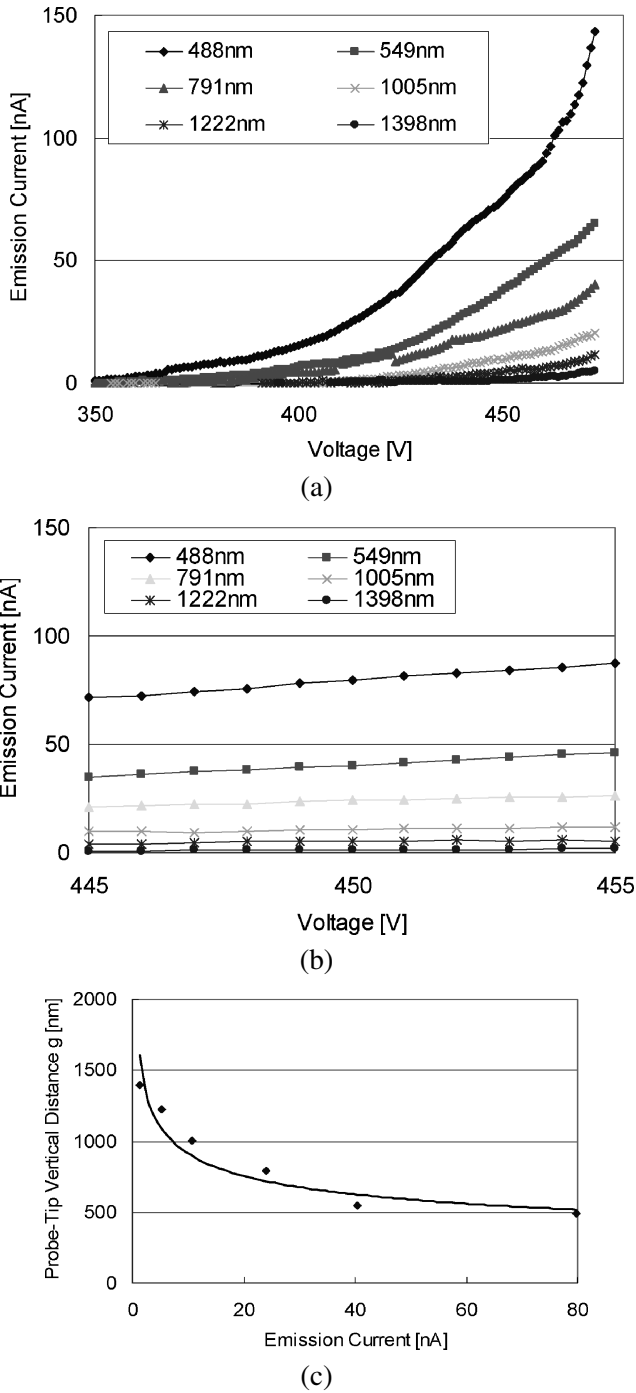 150
100
50
0
Emission Current [nA]
488nm 549nm
791nm 1005nm
1222nm 1398nm
350 400 450
Voltage [V]
(a)
150
100
50
0
Emission Current [nA]
488nm 549nm
791nm 1005nm
1222nm 1398nm
445 450 455
Voltage [V]
(b)
2000
1500
1000
500
0
Probe-Tip Vertical Distance g [nm]
0 20 40 60 80
Emission Current [nA]
(c)